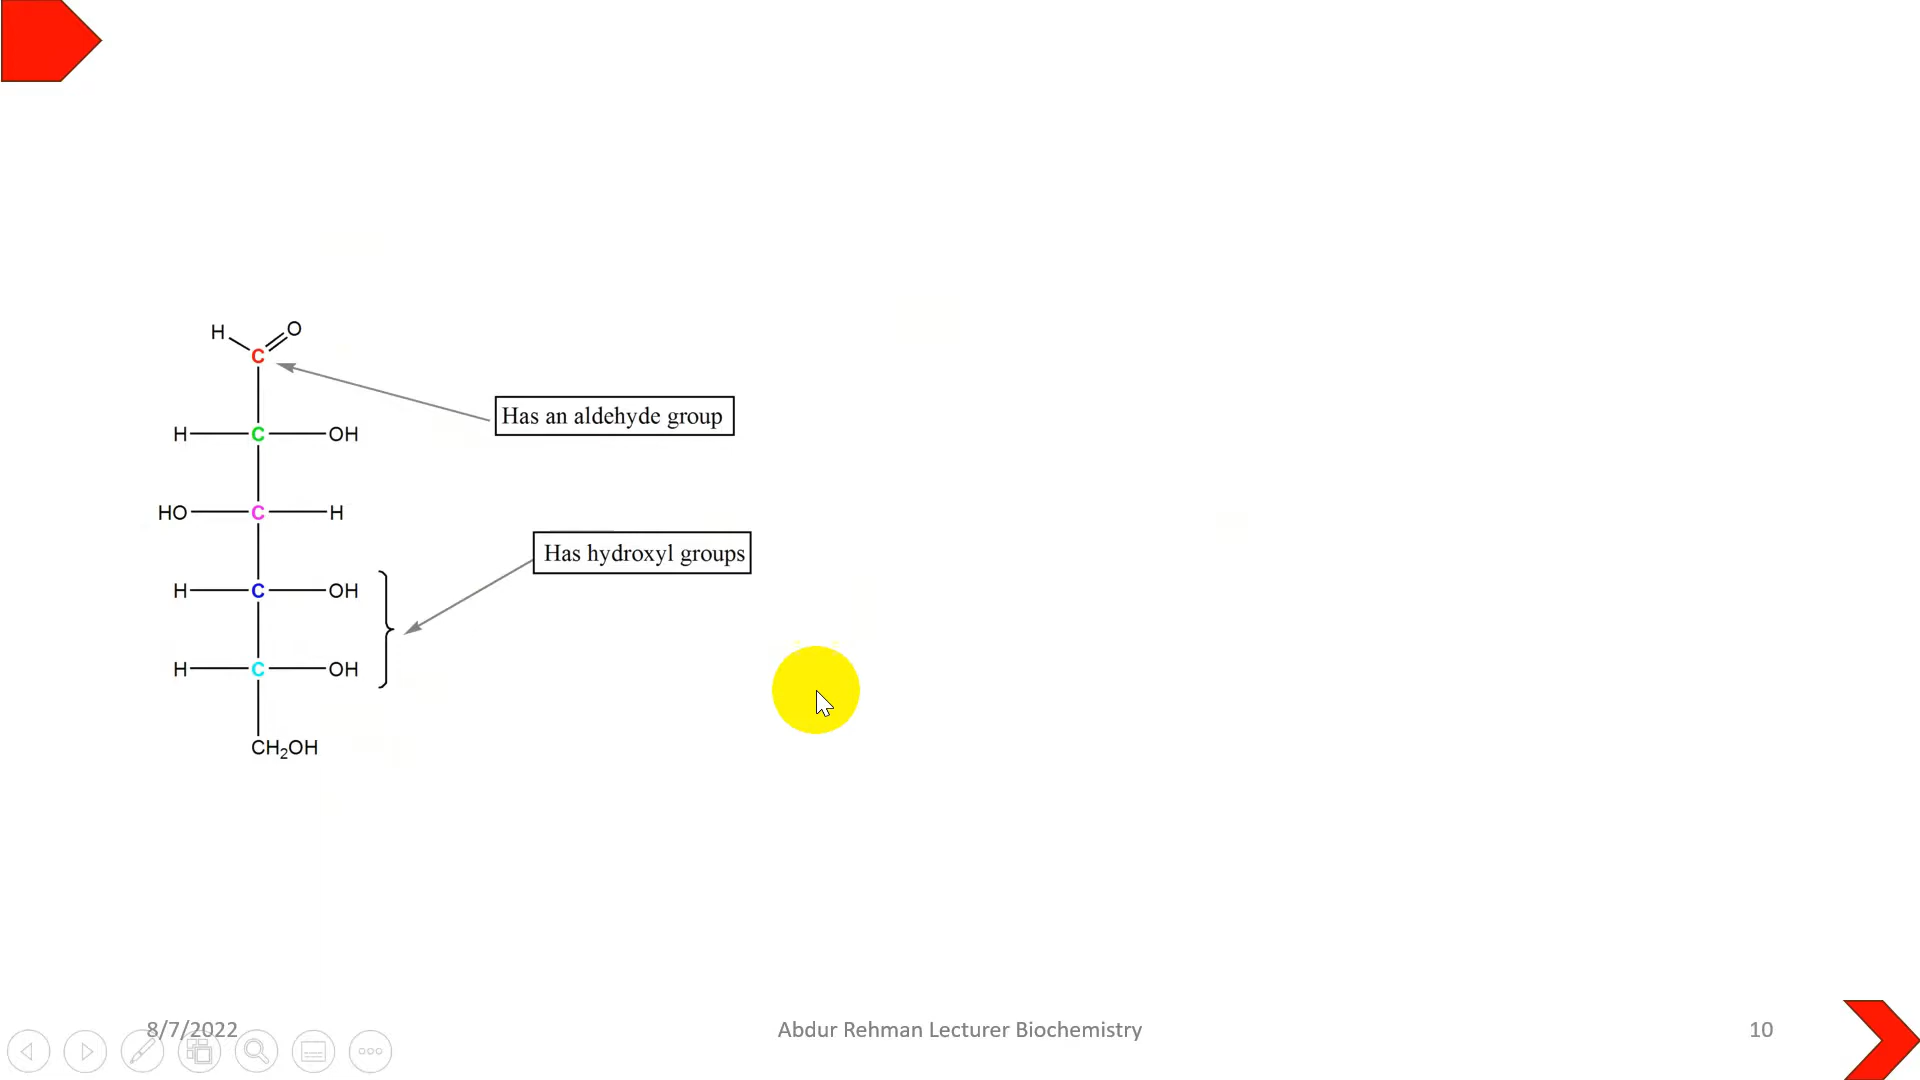 H O
C
Has an aldehyde group
H C OH
HO C H
Has hydroxyl groups
H C OH
H C OH
CH₂OH
8/7/2022
Abdur Rehman Lecturer Biochemistry
10